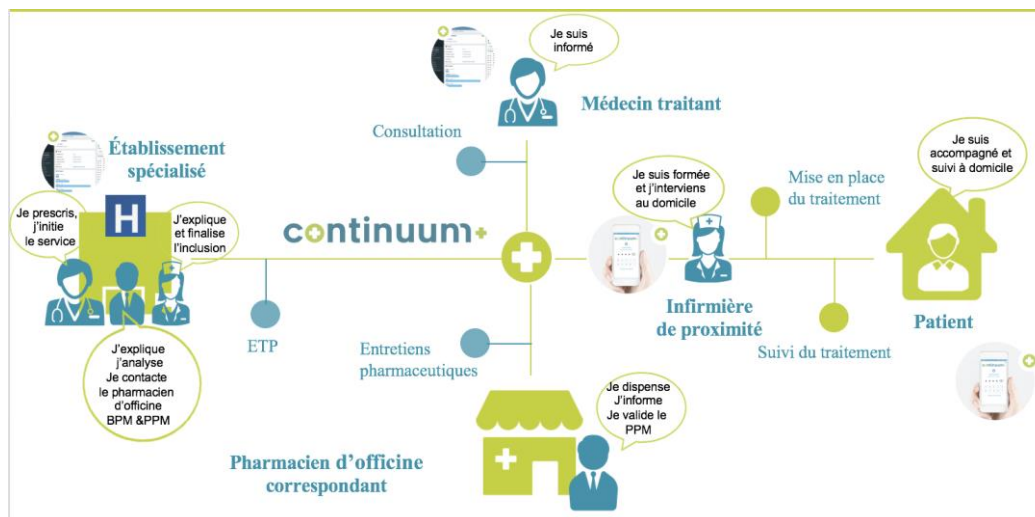 Je suis
informé
Médecin traitant
Consultation
Établissement
spécialisé
H
Je prescris,
j'initie
le service
J'explique
et finalise
l'inclusion
continuum+
ETP
J'explique
j'analyse
Je contacte
le pharmacien
d'officine
BPM &PPM
Entretiens
pharmaceutiques
Je dispense
J'informe
Je valide le
PPM
Pharmacien d'officine
correspondant
Je suis formée
et j'interviens
au domicile
Infirmière
de proximité
Mise en place
du traitement
Suivi du traitement
Je suis
accompagné et
suivi à domicile
Patient
continuum+